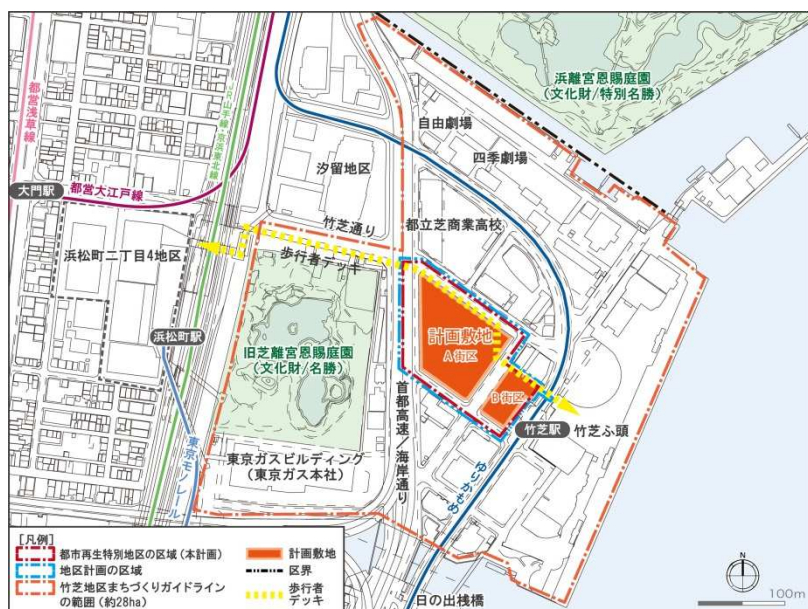 浜離宮恩賜庭園
(文化財/特別名勝)
自由劇場
四季劇場
汐留地区
JR山手線・京浜東北線
都営浅草線
大門駅
都営大江戸線
竹芝通り
都立芝商業高校
浜松町二丁目4地区
歩行者デッキ
計画敷地
A街区
浜松町駅
旧芝離宮恩賜庭園
(文化財/名勝)
B街区
首都高速/海岸通り
竹芝駅
竹芝ふ頭
東京モノレール
東京ガスビルディング
(東京ガス本社)
ゆりかもめ
[凡例]
都市再生特別地区の区域(本計画)
地区計画の区域
竹芝地区まちづくりガイドライン
の範囲(約28ha)
計画敷地
区界
歩行者
デッキ
日の出桟橋
N
100m